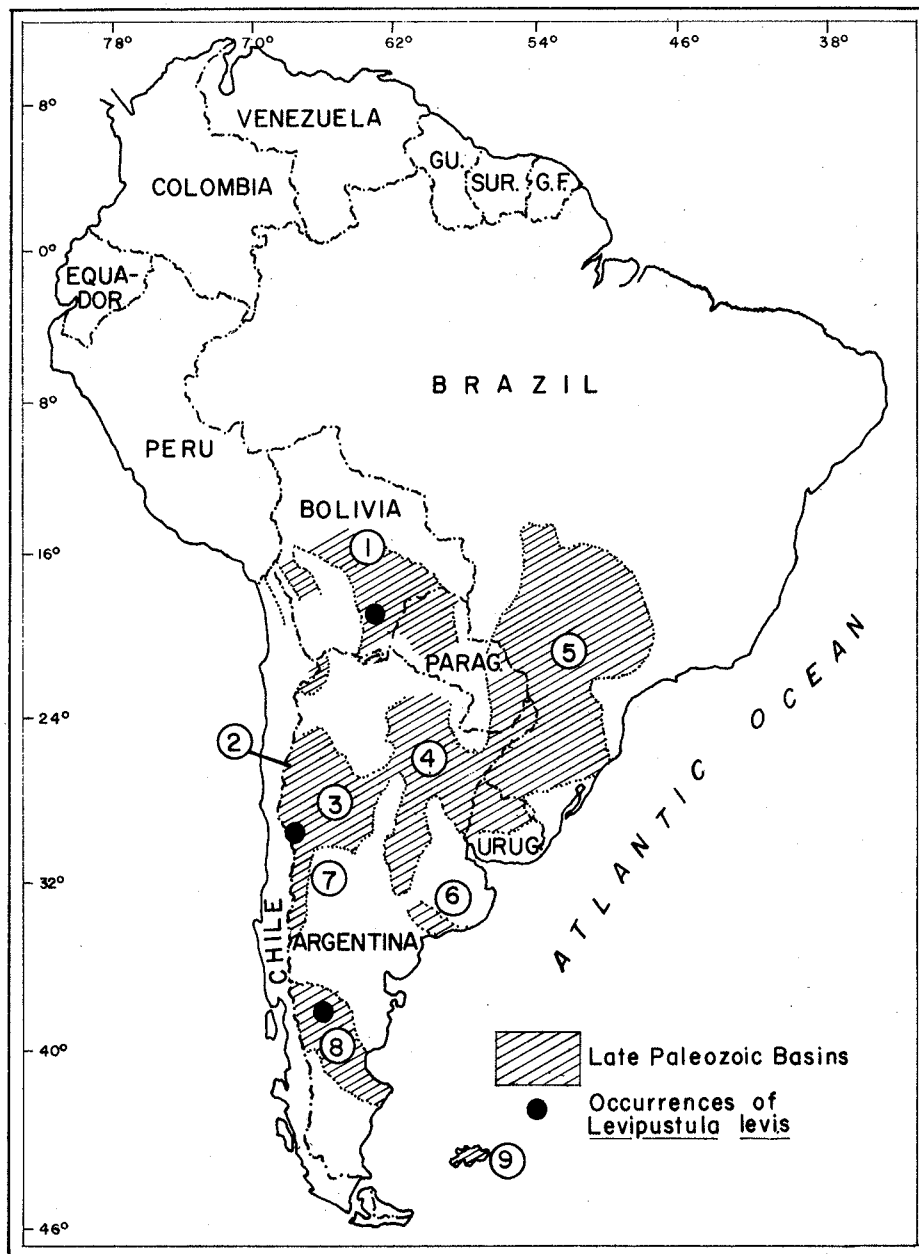 78° 70° 62° 54° 46° 38°
8°
VENEZUELA
GU.
SUR.
G.F.
COLOMBIA
0°
EQUA-
DOR
BRAZIL
8°
PERU
BOLIVIA
1
16°
PARAG.
5
24°
2
4
3
URUG.
7
32°
6
CHILE
ARGENTINA
ATLANTIC OCEAN
8
40°
Late Paleozoic Basins
Occurrences of
Levipustula levis
9
46°